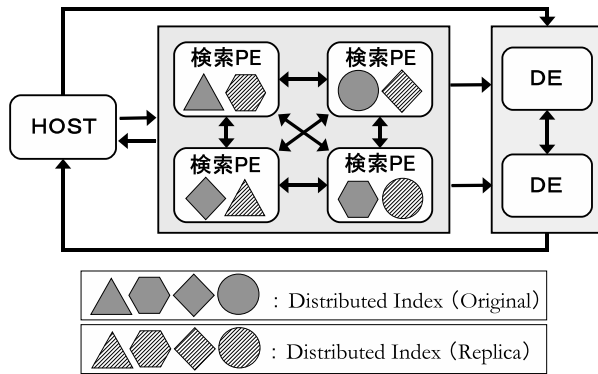 検索PE
検索PE
DE
HOST
検索PE
検索PE
DE
: Distributed Index (Original)
: Distributed Index (Replica)